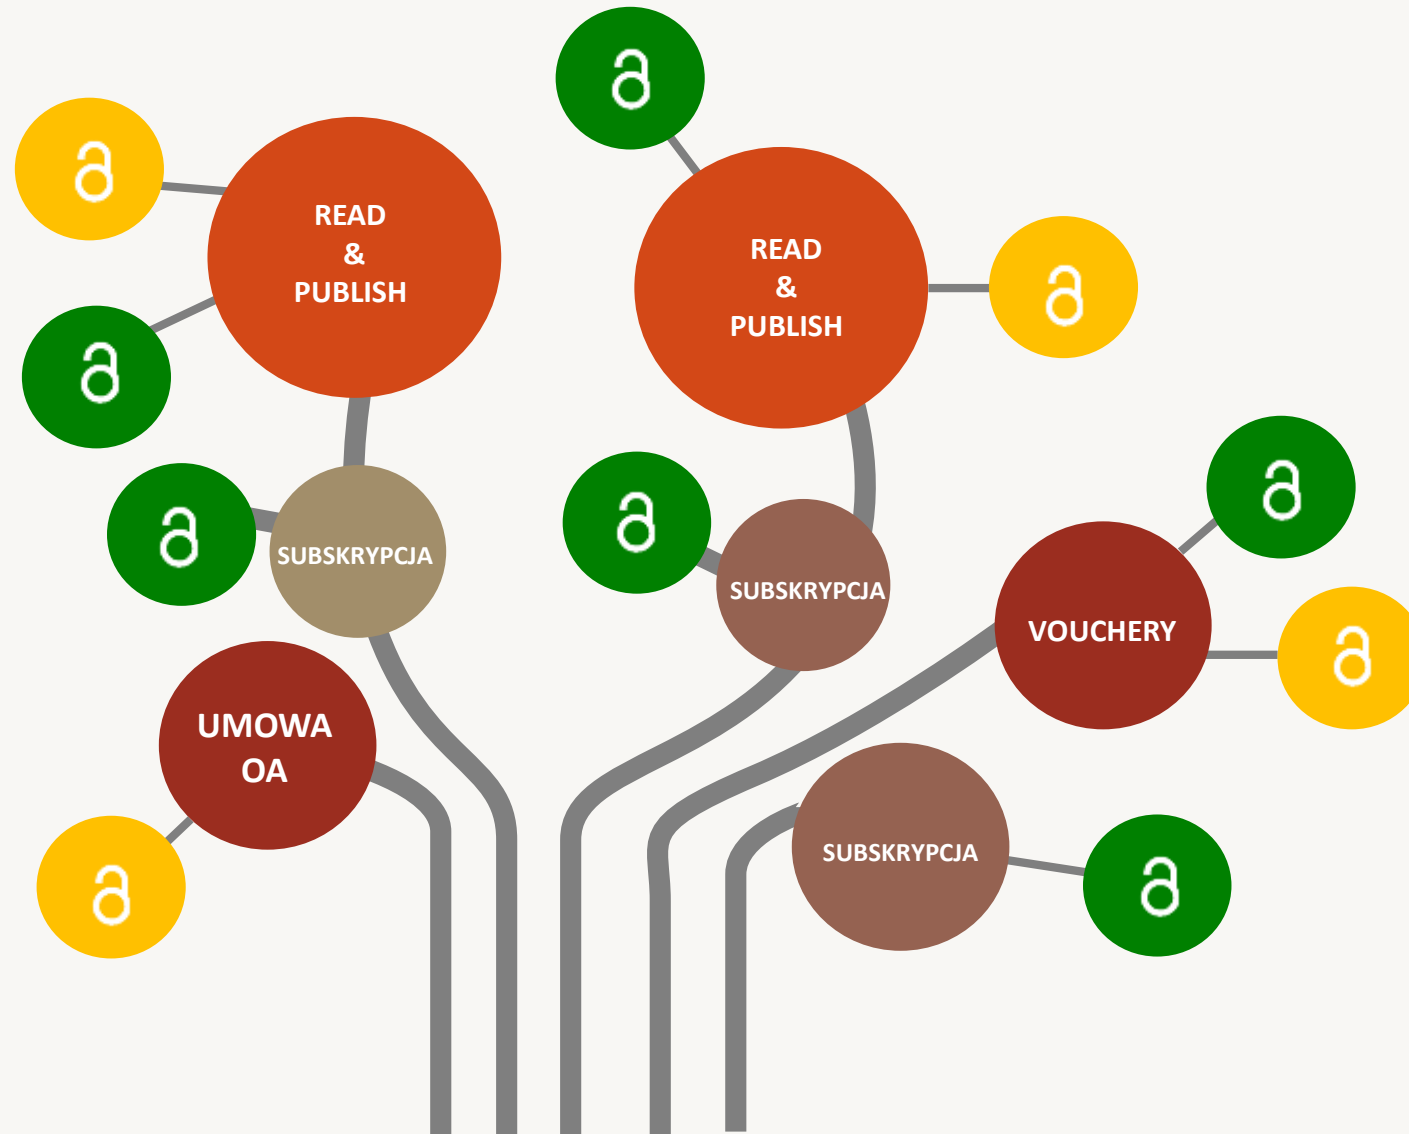 READ
&
PUBLISH
READ
&
PUBLISH
SUBSKRYPCJA
SUBSKRYPCJA
VOUCHERY
UMOWA
OA
SUBSKRYPCJA